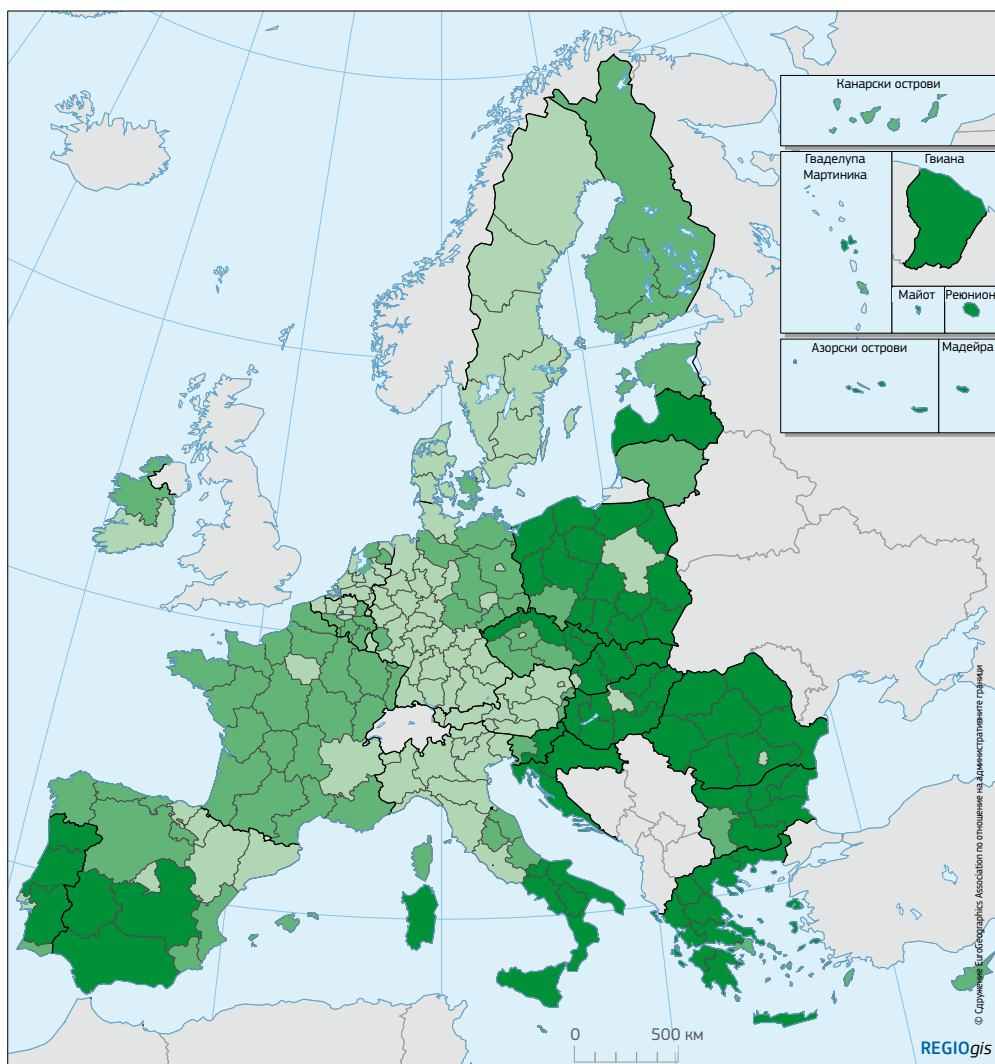 Канарски острови
Гваделупа
Мартиника
Гвиана
Майот
Реюнион
Азорски острови
Мадейра
© Сдружение EuroGeographics Association по отношение на административните граници
0 500 км
REGIOgis